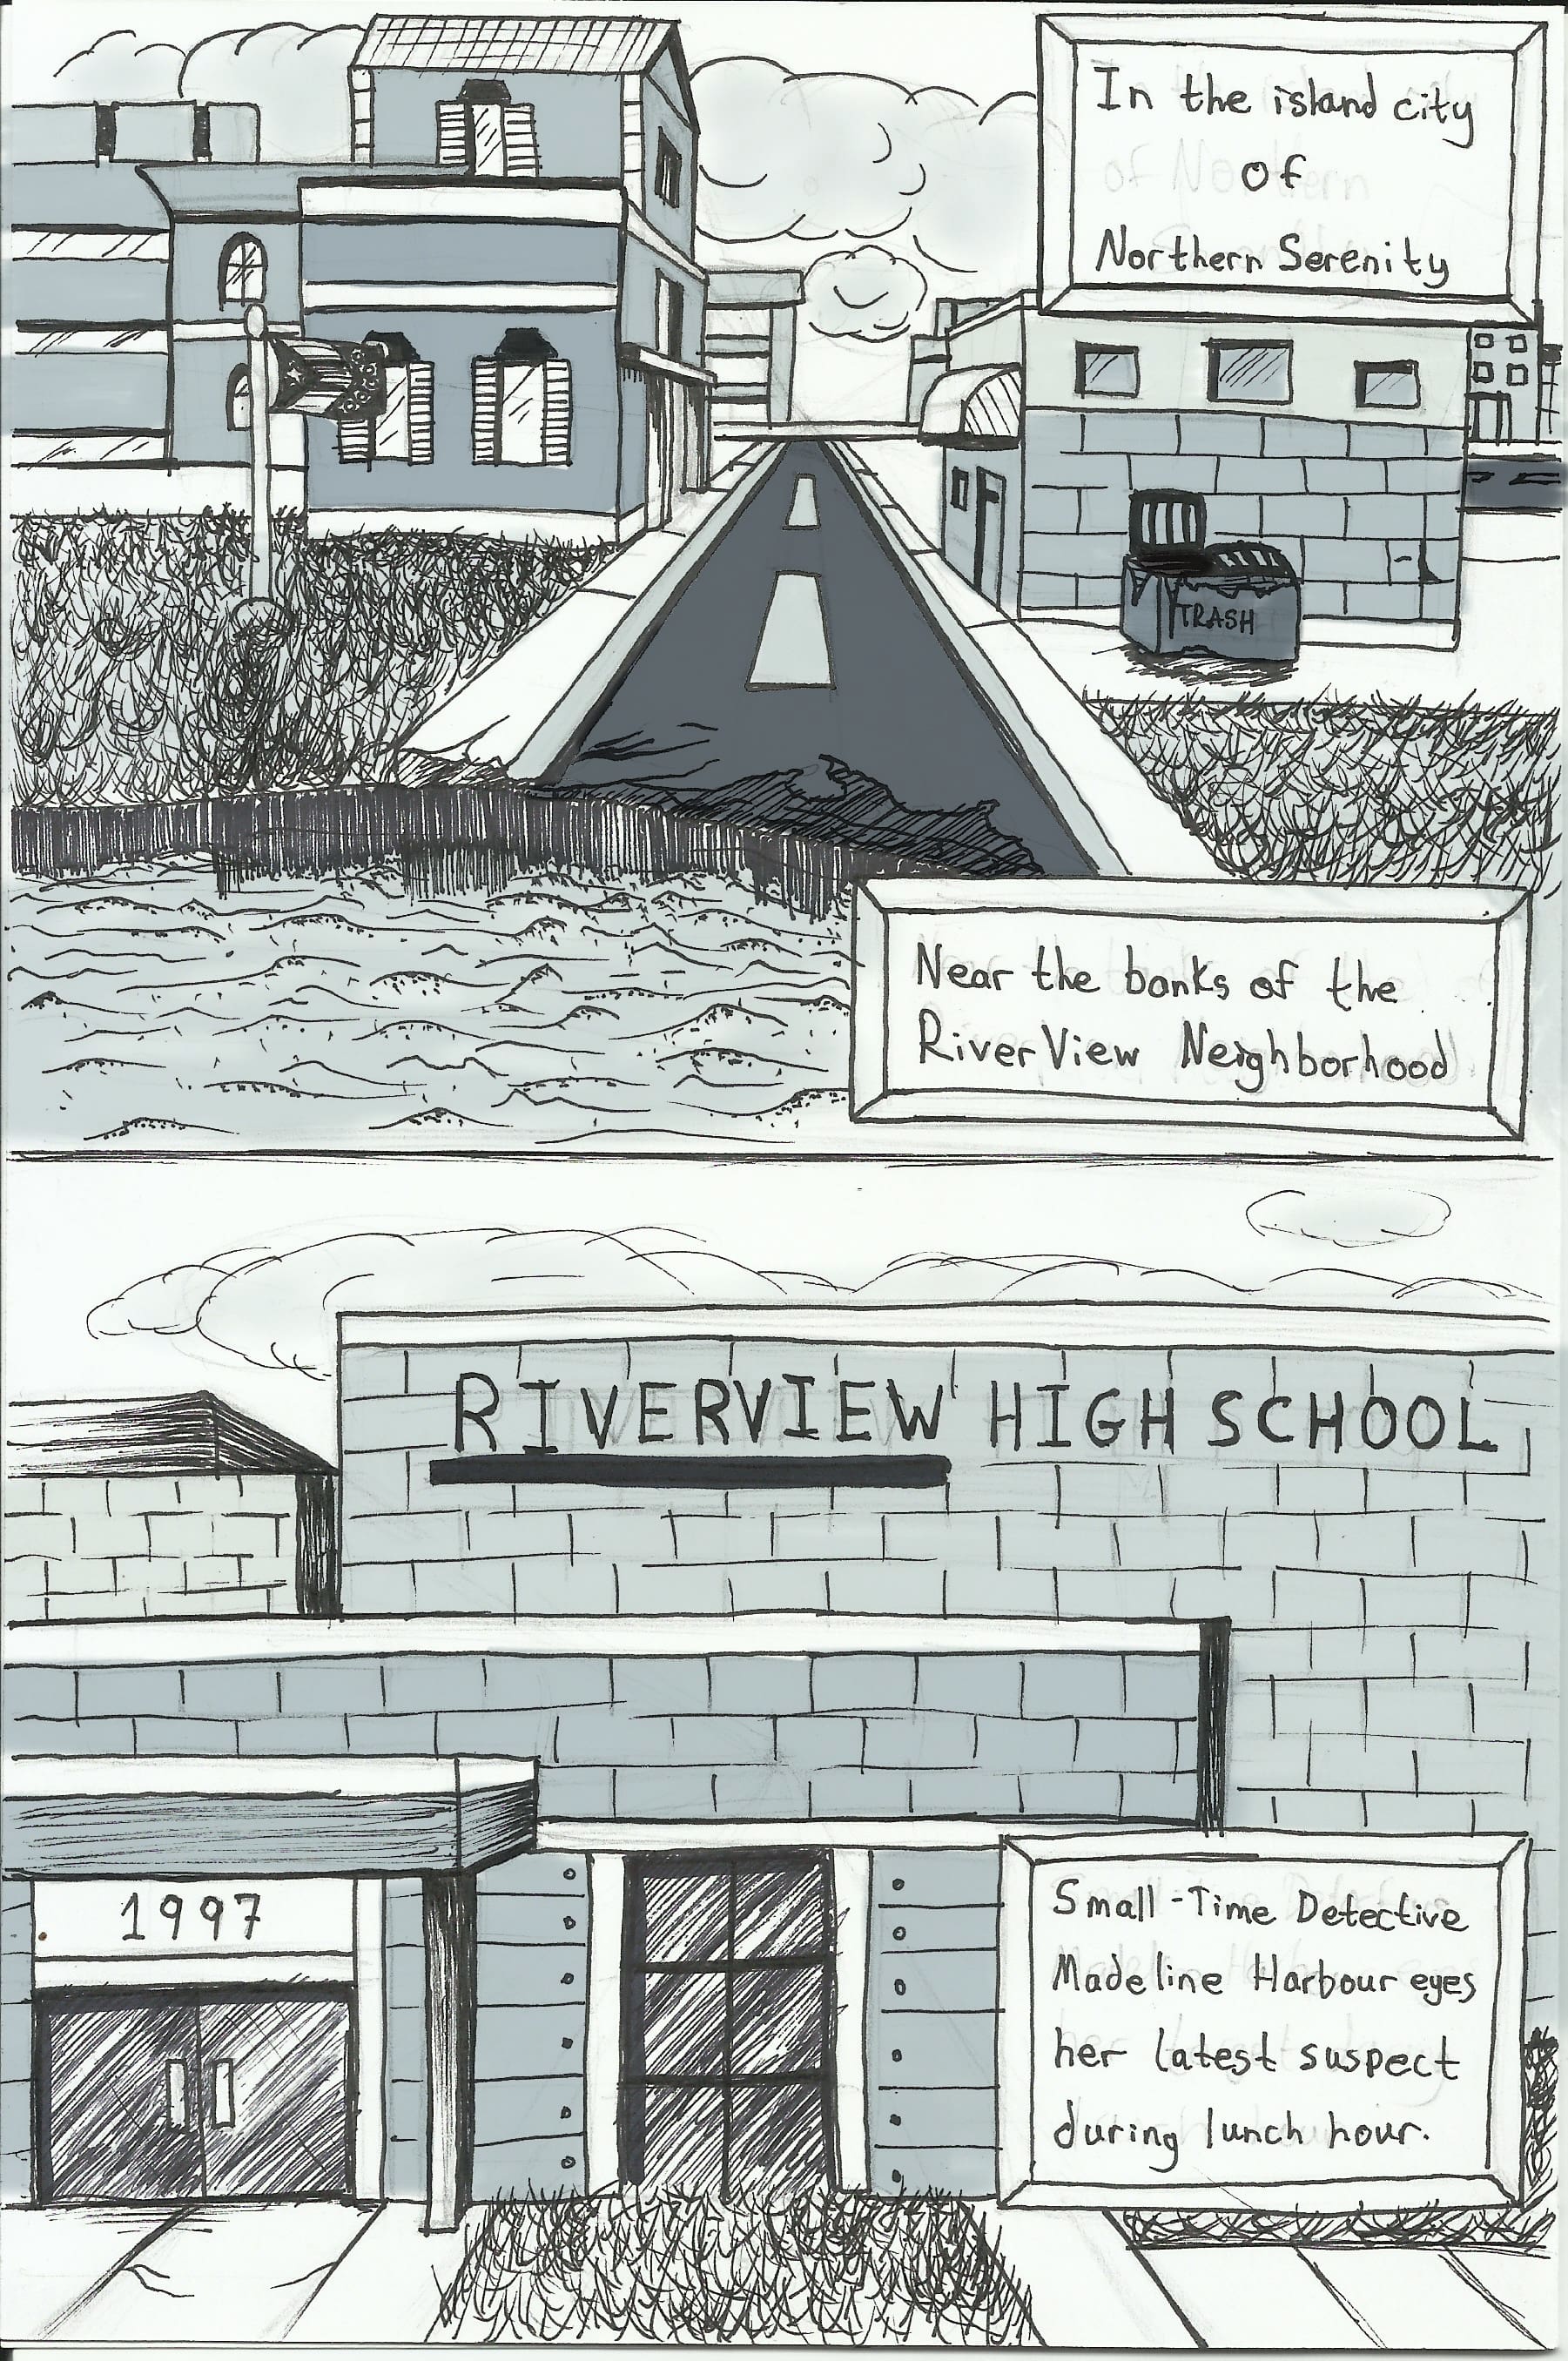 In the island city
of
Northern Serenity
TRASH
Near the banks of the
RiverView Neighborhood
RIVERVIEW HIGH SCHOOL
1997
Small-Time Detective
Madeline Harbour eyes
her latest suspect
during lunch hour.